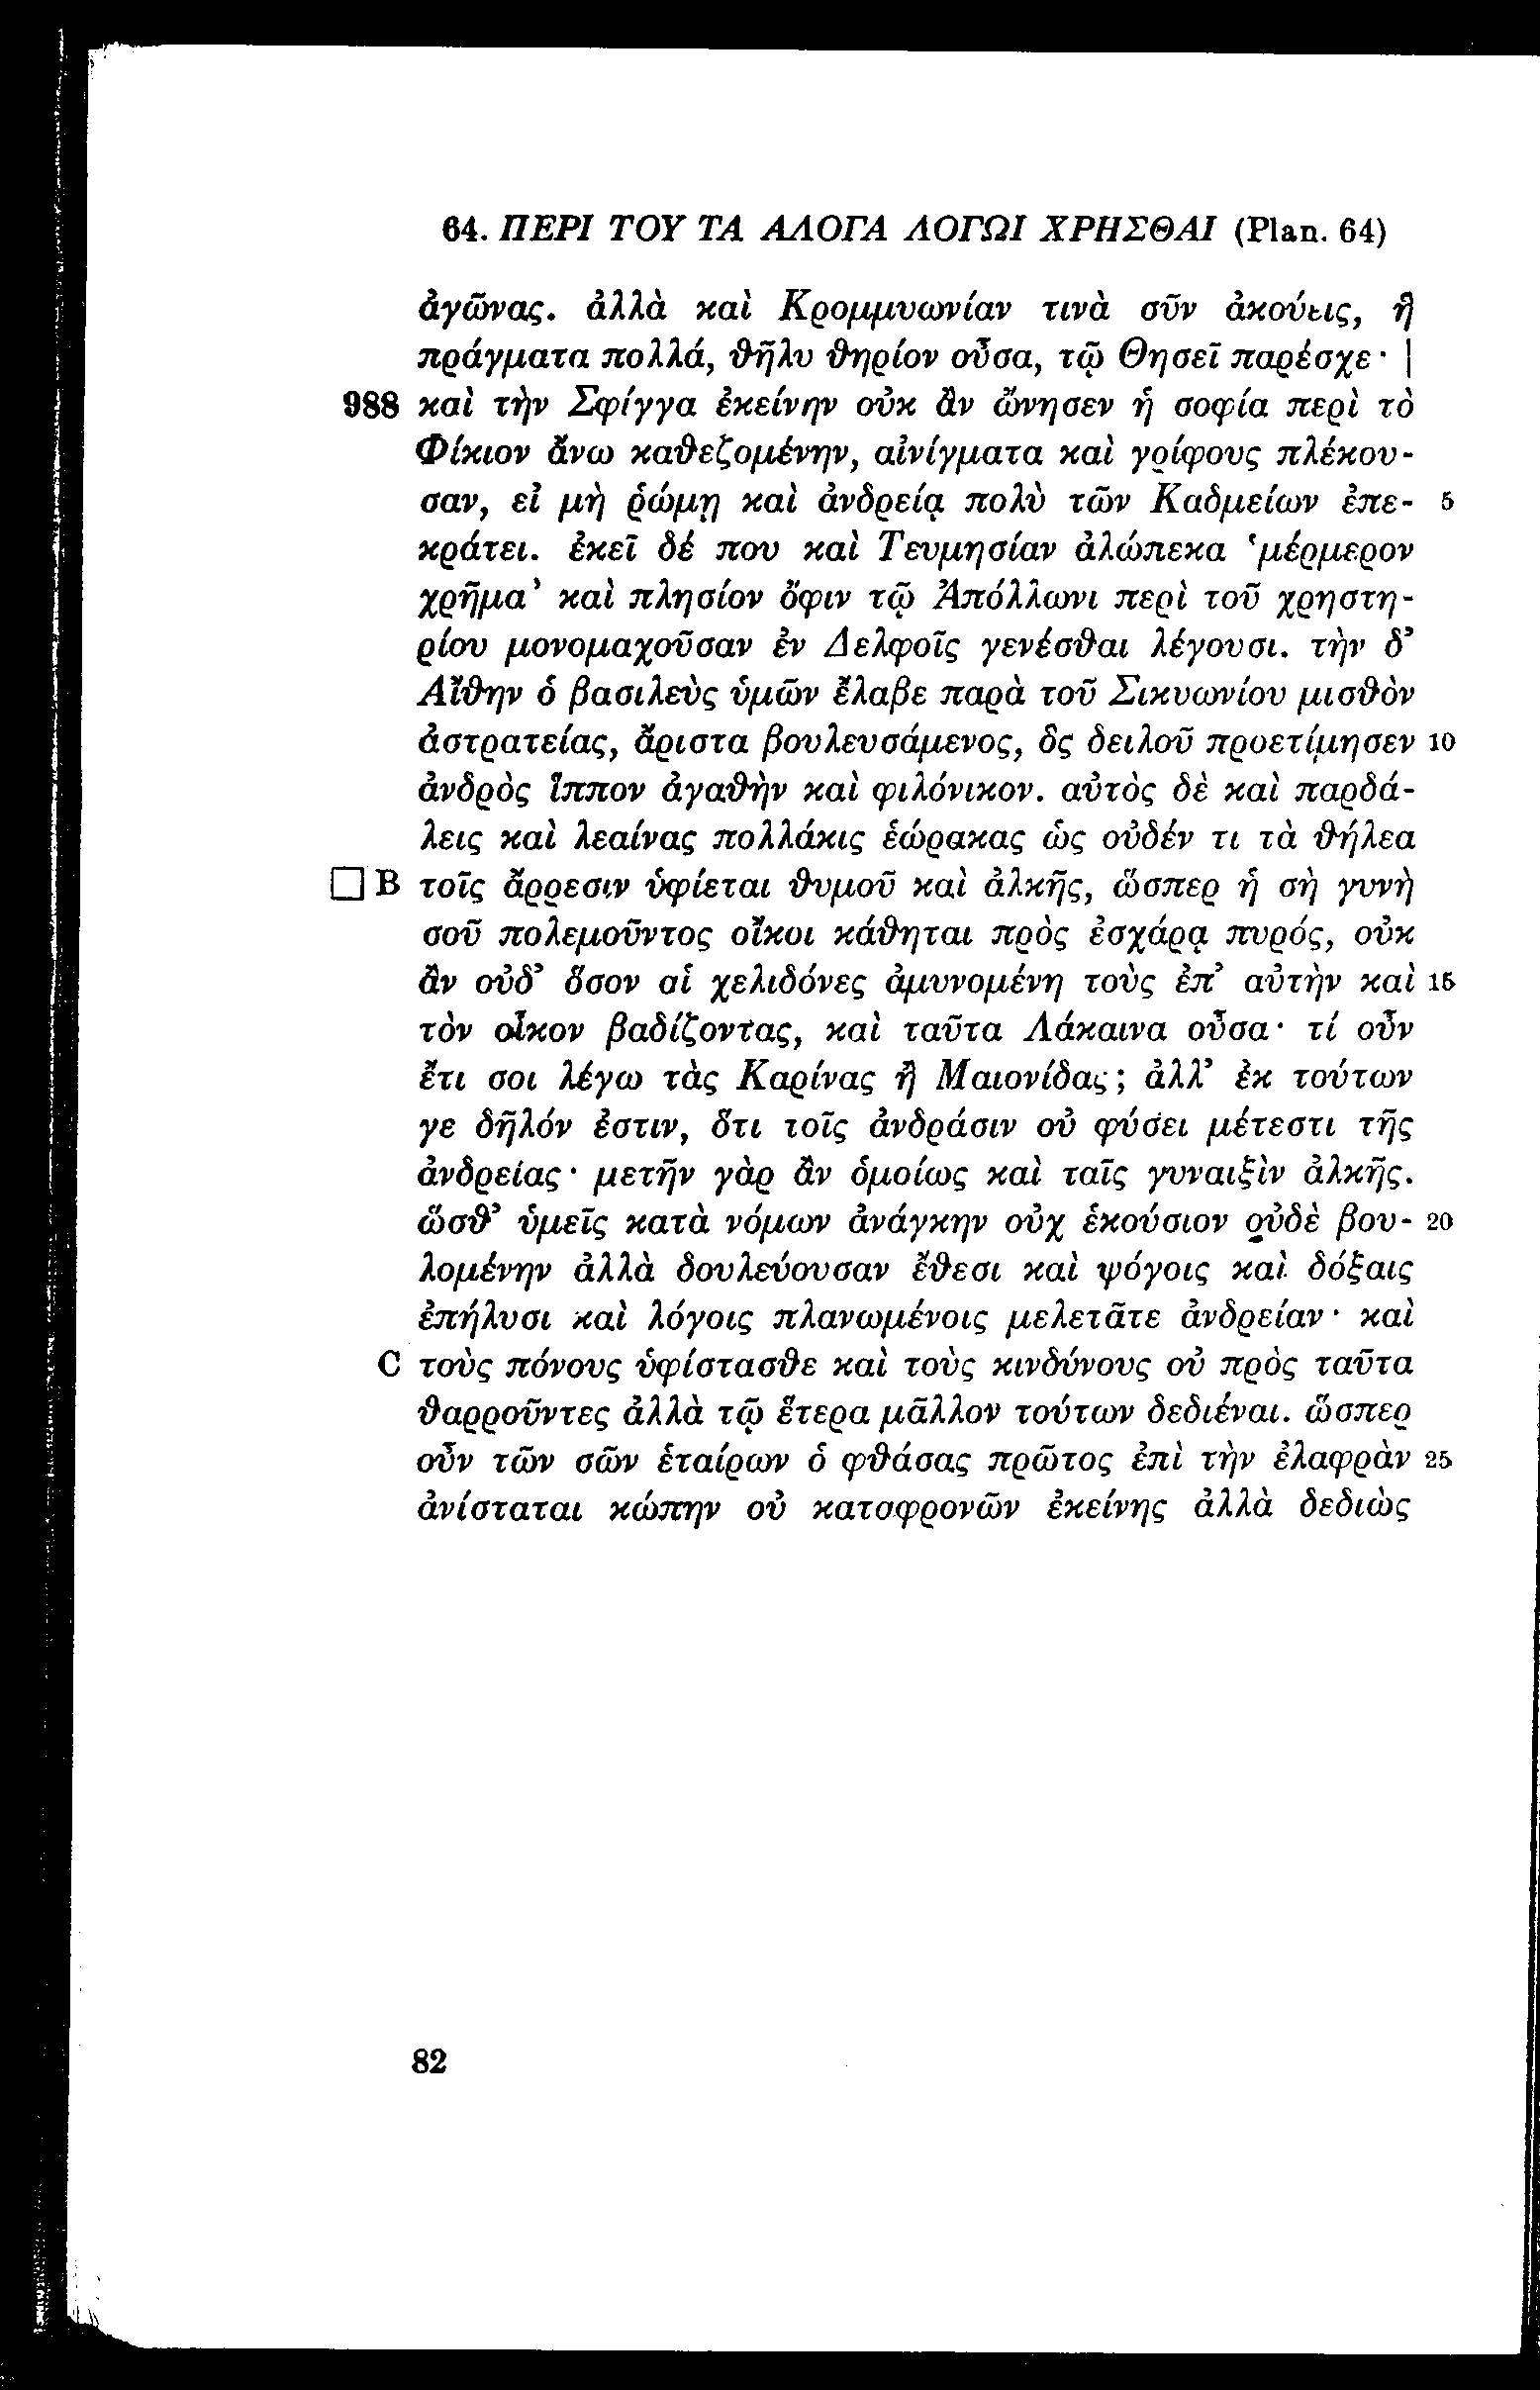 64. ΠΕΡΙ ΤΟΥ ΤΑ ΑΛΟΓΑ ΛΟΓΩΙ ΧΡΗΣΘΑΙ (Plan. 64)
ἀγῶνας. ἀλλὰ καὶ Κρομμυωνίαν τινὰ σῦν ἀκούεις, ἣ
πράγματα πολλά, θῆλυ θηρίον οὖσα, τῷ Θησεῖ παρέσχε· |
988 καὶ τὴν Σφίγγα ἐκείνην οὐκ ἂν ὤνησεν ἡ σοφία περὶ τὸ
Φίκιον ἄνω καθεζομένην, αἰνίγματα καὶ γρίφους πλέκου-
σαν, εἰ μὴ ῥώμῃ καὶ ἀνδρείᾳ πολὺ τῶν Καδμείων ἐπε- 5
κράτει. ἐκεῖ δέ που καὶ Τευμησίαν ἀλώπεκα ‘μέρμερον
χρῆμα’ καὶ πλησίον ὄφιν τῷ Ἀπόλλωνι περὶ τοῦ χρηστη-
ρίου μονομαχοῦσαν ἐν Δελφοῖς γενέσθαι λέγουσι. τὴν δ’
Αἴθην ὁ βασιλεὺς ὑμῶν ἔλαβε παρὰ τοῦ Σικυωνίου μισθὸν
ἀστρατείας, ἄριστα βουλευσάμενος, ὃς δειλοῦ προετίμησεν 10
ἀνδρὸς ἵππον ἀγαθὴν καὶ φιλόνικον. αὐτὸς δὲ καὶ παρδά-
λεις καὶ λεαίνας πολλάκις ἑώρακας ὡς οὐδέν τι τὰ θήλεα
□ B τοῖς ἄρρεσιν ὑφίεται θυμοῦ καὶ ἀλκῆς, ὥσπερ ἡ σὴ γυνὴ
σοῦ πολεμοῦντος οἴκοι κάθηται πρὸς ἐσχάρᾳ πυρός, οὐκ
ἂν οὐδ’ ὅσον αἱ χελιδόνες ἀμυνομένη τοὺς ἐπ’ αὐτὴν καὶ 15
τὸν οἶκον βαδίζοντας, καὶ ταῦτα Λάκαινα οὖσα· τί οὖν
ἔτι σοι λέγω τὰς Καρίνας ἢ Μαιονίδας; ἀλλ’ ἐκ τούτων
γε δῆλόν ἐστιν, ὅτι τοῖς ἀνδράσιν οὐ φύσει μέτεστι τῆς
ἀνδρείας· μετῆν γὰρ ἂν ὁμοίως καὶ ταῖς γυναιξὶν ἀλκῆς.
ὥσθ’ ὑμεῖς κατὰ νόμων ἀνάγκην οὐχ ἑκούσιον οὐδὲ βου- 20
λομένην ἀλλὰ δουλεύουσαν ἔθεσι καὶ ψόγοις καὶ δόξαις
ἐπήλυσι καὶ λόγοις πλανωμένοις μελετᾶτε ἀνδρείαν· καὶ
C τοὺς πόνους ὑφίστασθε καὶ τοὺς κινδύνους οὐ πρὸς ταῦτα
θαρροῦντες ἀλλὰ τῷ ἕτερα μᾶλλον τούτων δεδιέναι. ὥσπερ
οὖν τῶν σῶν ἑταίρων ὁ φθάσας πρῶτος ἐπὶ τὴν ἐλαφρὰν 25
ἀνίσταται κώπην οὐ καταφρονῶν ἐκείνης ἀλλὰ δεδιὼς
82